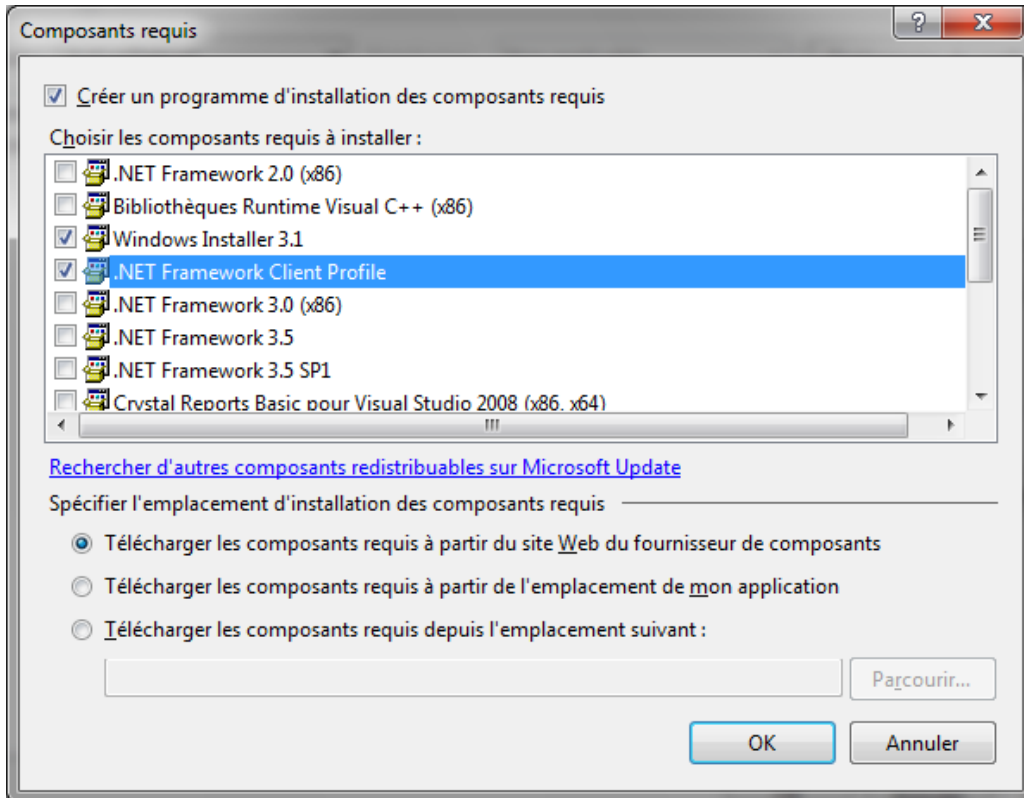 Composants requis
Créer un programme d'installation des composants requis
Choisir les composants requis à installer :
.NET Framework 2.0 (x86)
Bibliothèques Runtime Visual C++ (x86)
Windows Installer 3.1
.NET Framework Client Profile
.NET Framework 3.0 (x86)
.NET Framework 3.5
.NET Framework 3.5 SP1
Crystal Reports Basic pour Visual Studio 2008 (x86, x64)
Rechercher d'autres composants redistribuables sur Microsoft Update
Spécifier l'emplacement d'installation des composants requis
Télécharger les composants requis à partir du site Web du fournisseur de composants
Télécharger les composants requis à partir de l'emplacement de mon application
Télécharger les composants requis depuis l'emplacement suivant :
Parcourir...
OK Annuler